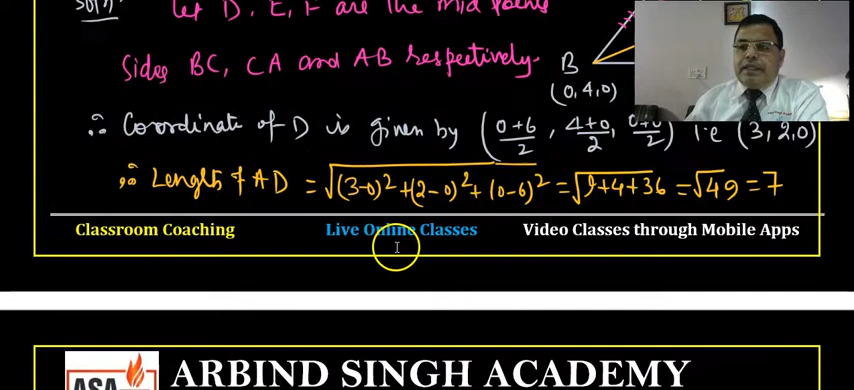 Solⁿ. Let D, E, F are the mid points
Sides BC, CA and AB respectively.
B
(0, 4, 0)
∴ Coordinate of D is given by (0+6/2, 4+0/2, 0+0/2) i.e (3, 2, 0)
∴ Length of AD = √(3-0)² + (2-0)² + (0-6)² = √9+4+36 = √49 = 7
Classroom Coaching Live Online Classes Video Classes through Mobile Apps
ARBIND SINGH ACADEMY
ASA